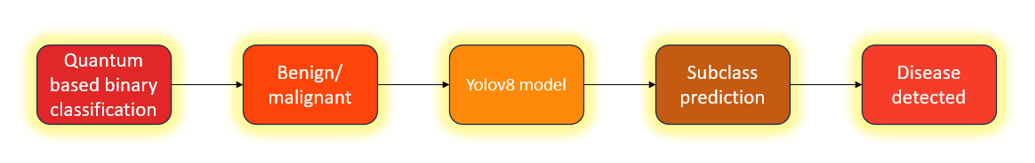 Quantum
based binary
classification
Benign/
malignant
Yolov8 model
Subclass
prediction
Disease
detected